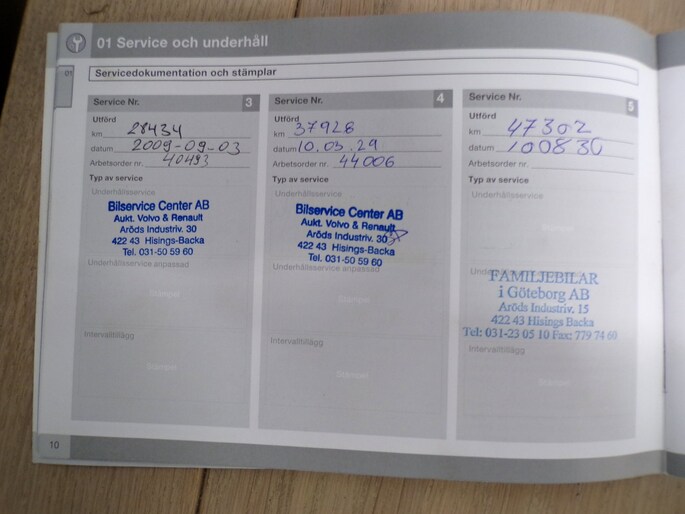 01 Service och underhåll
01
Servicedokumentation och stämplar
Service Nr. 3
Utförd
km 28434
datum 2009-09-03
Arbetsorder nr. 40493
Typ av service
Underhållsservice
Bilservice Center AB
Aukt. Volvo & Renault
Aröds Industriv. 30
422 43 Hisings-Backa
Tel. 031-50 59 60
Underhållsservice anpassad
Stämpel
Intervalltillägg
Stämpel
Service Nr. 4
Utförd
km 37926
datum 10.03.29
Arbetsorder nr. 44006
Typ av service
Underhållsservice
Bilservice Center AB
Aukt. Volvo & Renault
Aröds Industriv. 30
422 43 Hisings-Backa
Tel. 031-50 59 60
Underhållsservice anpassad
Stämpel
Intervalltillägg
Stämpel
Service Nr. 5
Utförd
km 47302
datum 100830
Arbetsorder nr.
Typ av service
Underhållsservice
Stämpel
FAMILJEBILAR
i Göteborg AB
Aröds Industriv. 15
422 43 Hisings Backa
Tel: 031-23 05 10 Fax: 779 74 60
Intervalltillägg
Stämpel
10